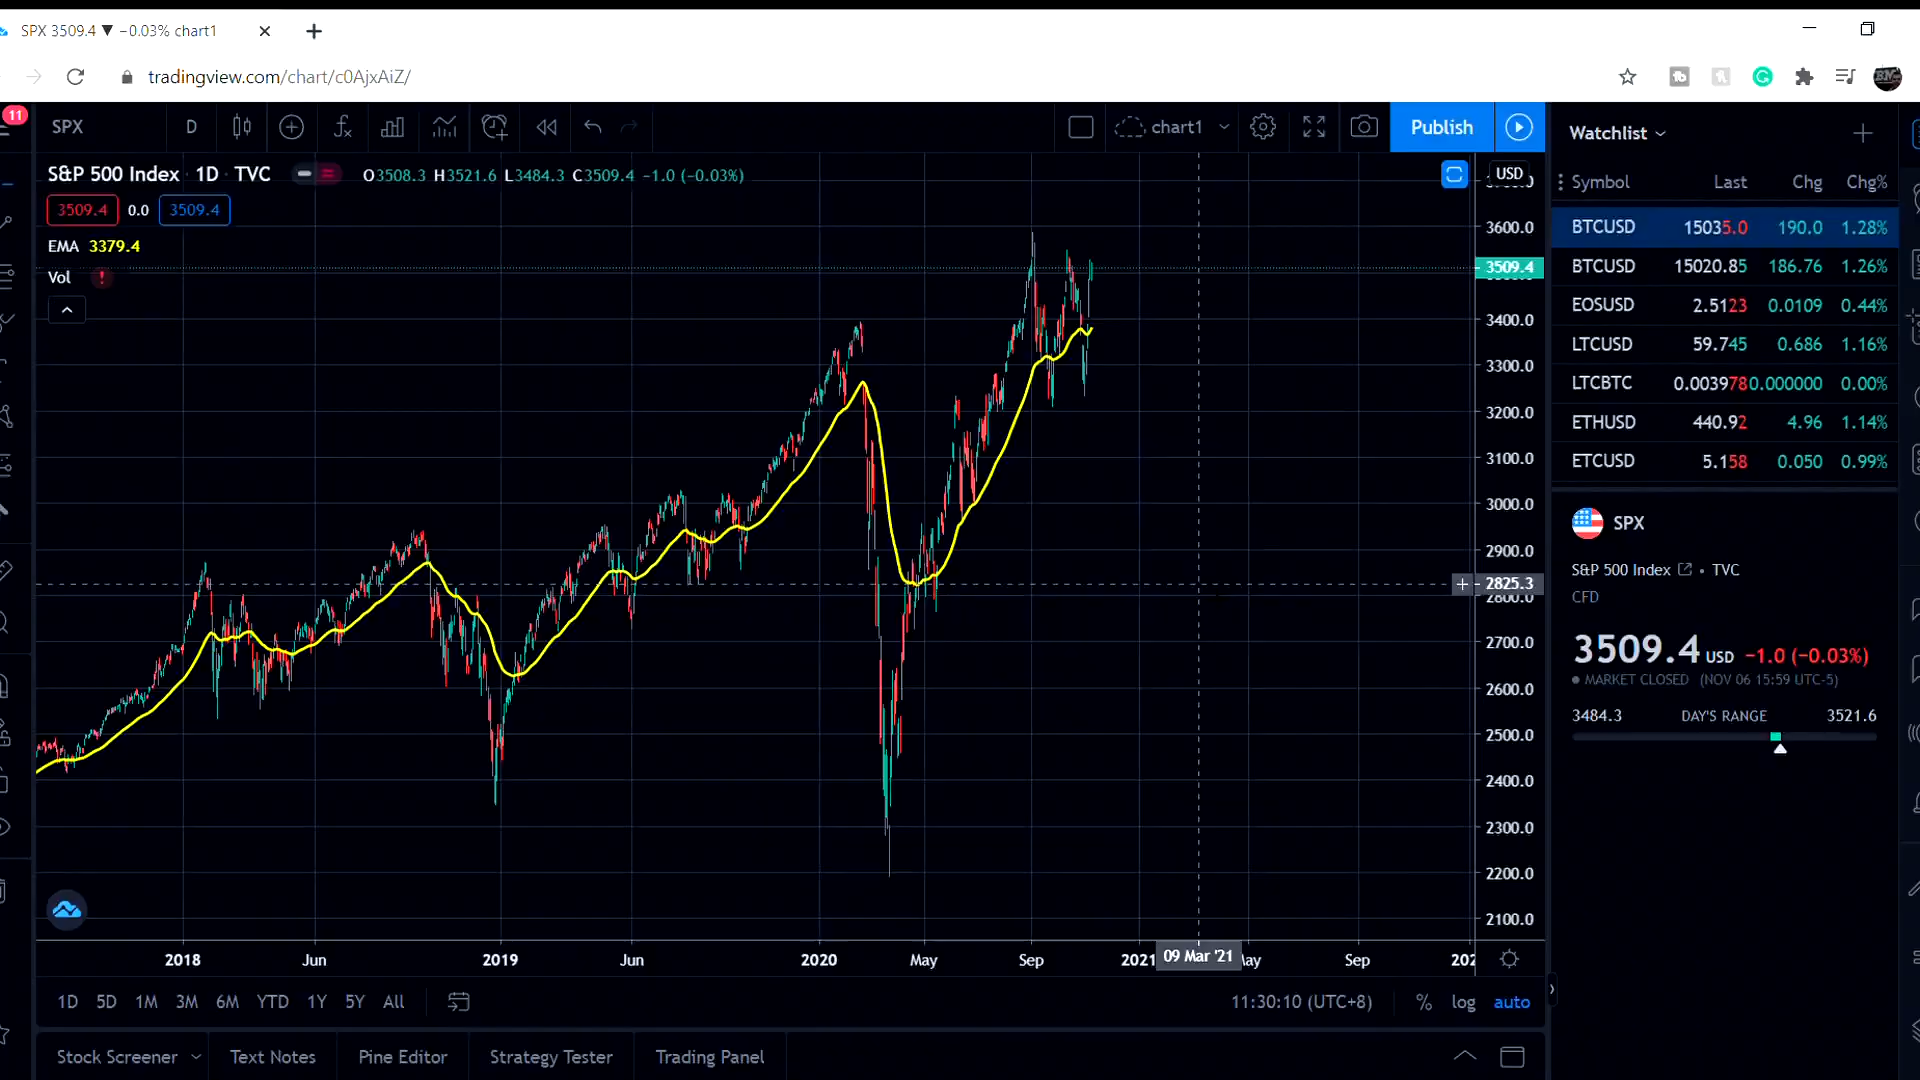 SPX 3509.4 ▼ −0.03% chart1
tradingview.com/chart/c0AjxAiZ/
11
SPX D chart1 Publish
S&P 500 Index · 1D · TVC O3508.3 H3521.6 L3484.3 C3509.4 −1.0 (−0.03%)
3509.4 0.0 3509.4
EMA 3379.4
Vol !
USD
3600.0
3509.4
3400.0
3300.0
3200.0
3100.0
3000.0
2900.0
2825.3
2800.0
2700.0
2600.0
2500.0
2400.0
2300.0
2200.0
2100.0
2018 Jun 2019 Jun 2020 May Sep 2021 09 Mar '21 Sep
1D 5D 1M 3M 6M YTD 1Y 5Y All 11:30:10 (UTC+8) % log auto
Stock Screener Text Notes Pine Editor Strategy Tester Trading Panel
Watchlist
Symbol Last Chg Chg%
BTCUSD 15035.0 190.0 1.28%
BTCUSD 15020.85 186.76 1.26%
EOSUSD 2.5123 0.0109 0.44%
LTCUSD 59.745 0.686 1.16%
LTCBTC 0.003978 0.000000 0.00%
ETHUSD 440.92 4.96 1.14%
ETCUSD 5.158 0.050 0.99%
SPX
S&P 500 Index • TVC
CFD
3509.4 USD −1.0 (−0.03%)
MARKET CLOSED (NOV 06 15:59 UTC-5)
3484.3 DAY'S RANGE 3521.6